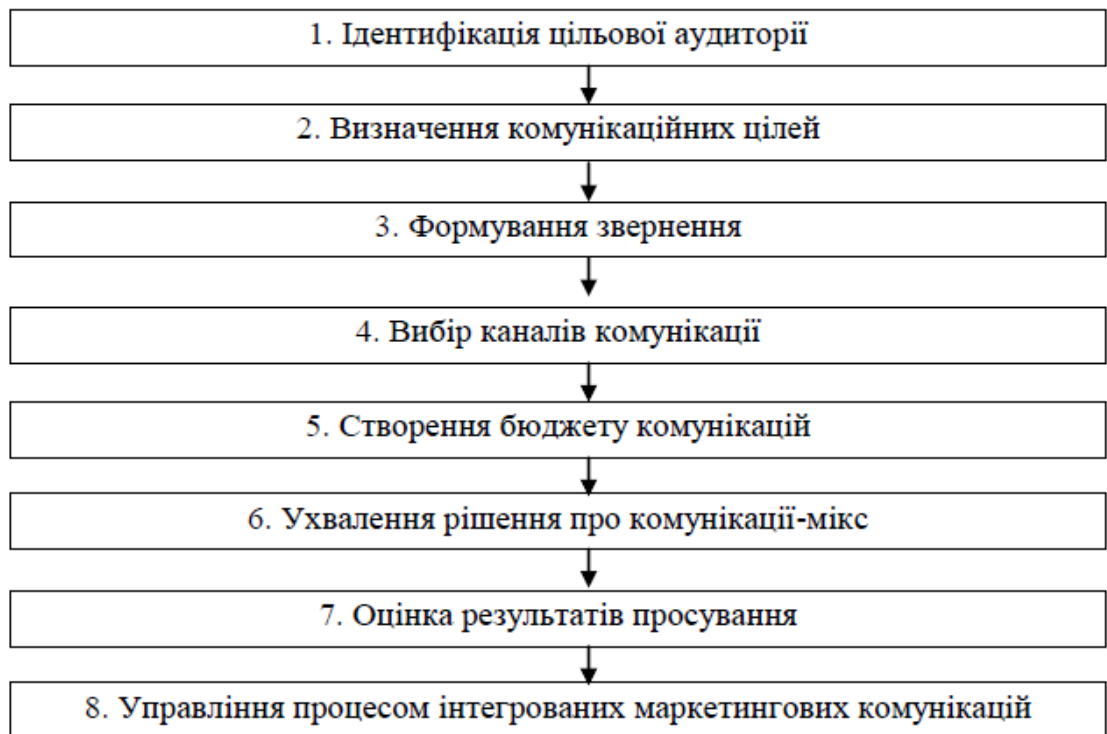 1. Ідентифікація цільової аудиторії
2. Визначення комунікаційних цілей
3. Формування звернення
4. Вибір каналів комунікації
5. Створення бюджету комунікацій
6. Ухвалення рішення про комунікації-мікс
7. Оцінка результатів просування
8. Управління процесом інтегрованих маркетингових комунікацій